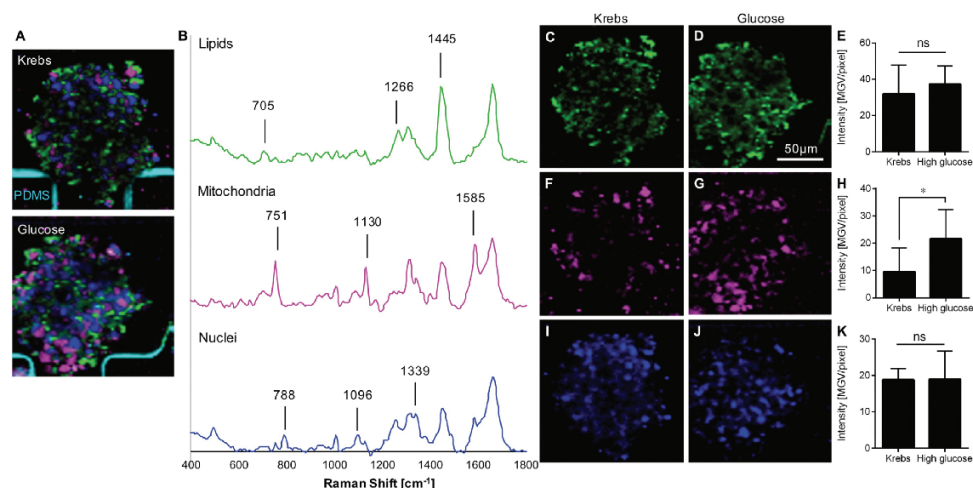 A
Krebs
PDMS
Glucose
B
Lipids
705
1266
1445
Mitochondria
751
1130
1585
Nuclei
788
1096
1339
400 600 800 1000 1200 1400 1600 1800
Raman Shift [cm⁻¹]
Krebs Glucose
C D
50µm
F G
I J
E
Intensity [MGV/pixel]
60
40
20
0
ns
Krebs High glucose
H
Intensity [MGV/pixel]
40
30
20
10
0
*
Krebs High glucose
K
Intensity [MGV/pixel]
30
20
10
0
ns
Krebs High glucose